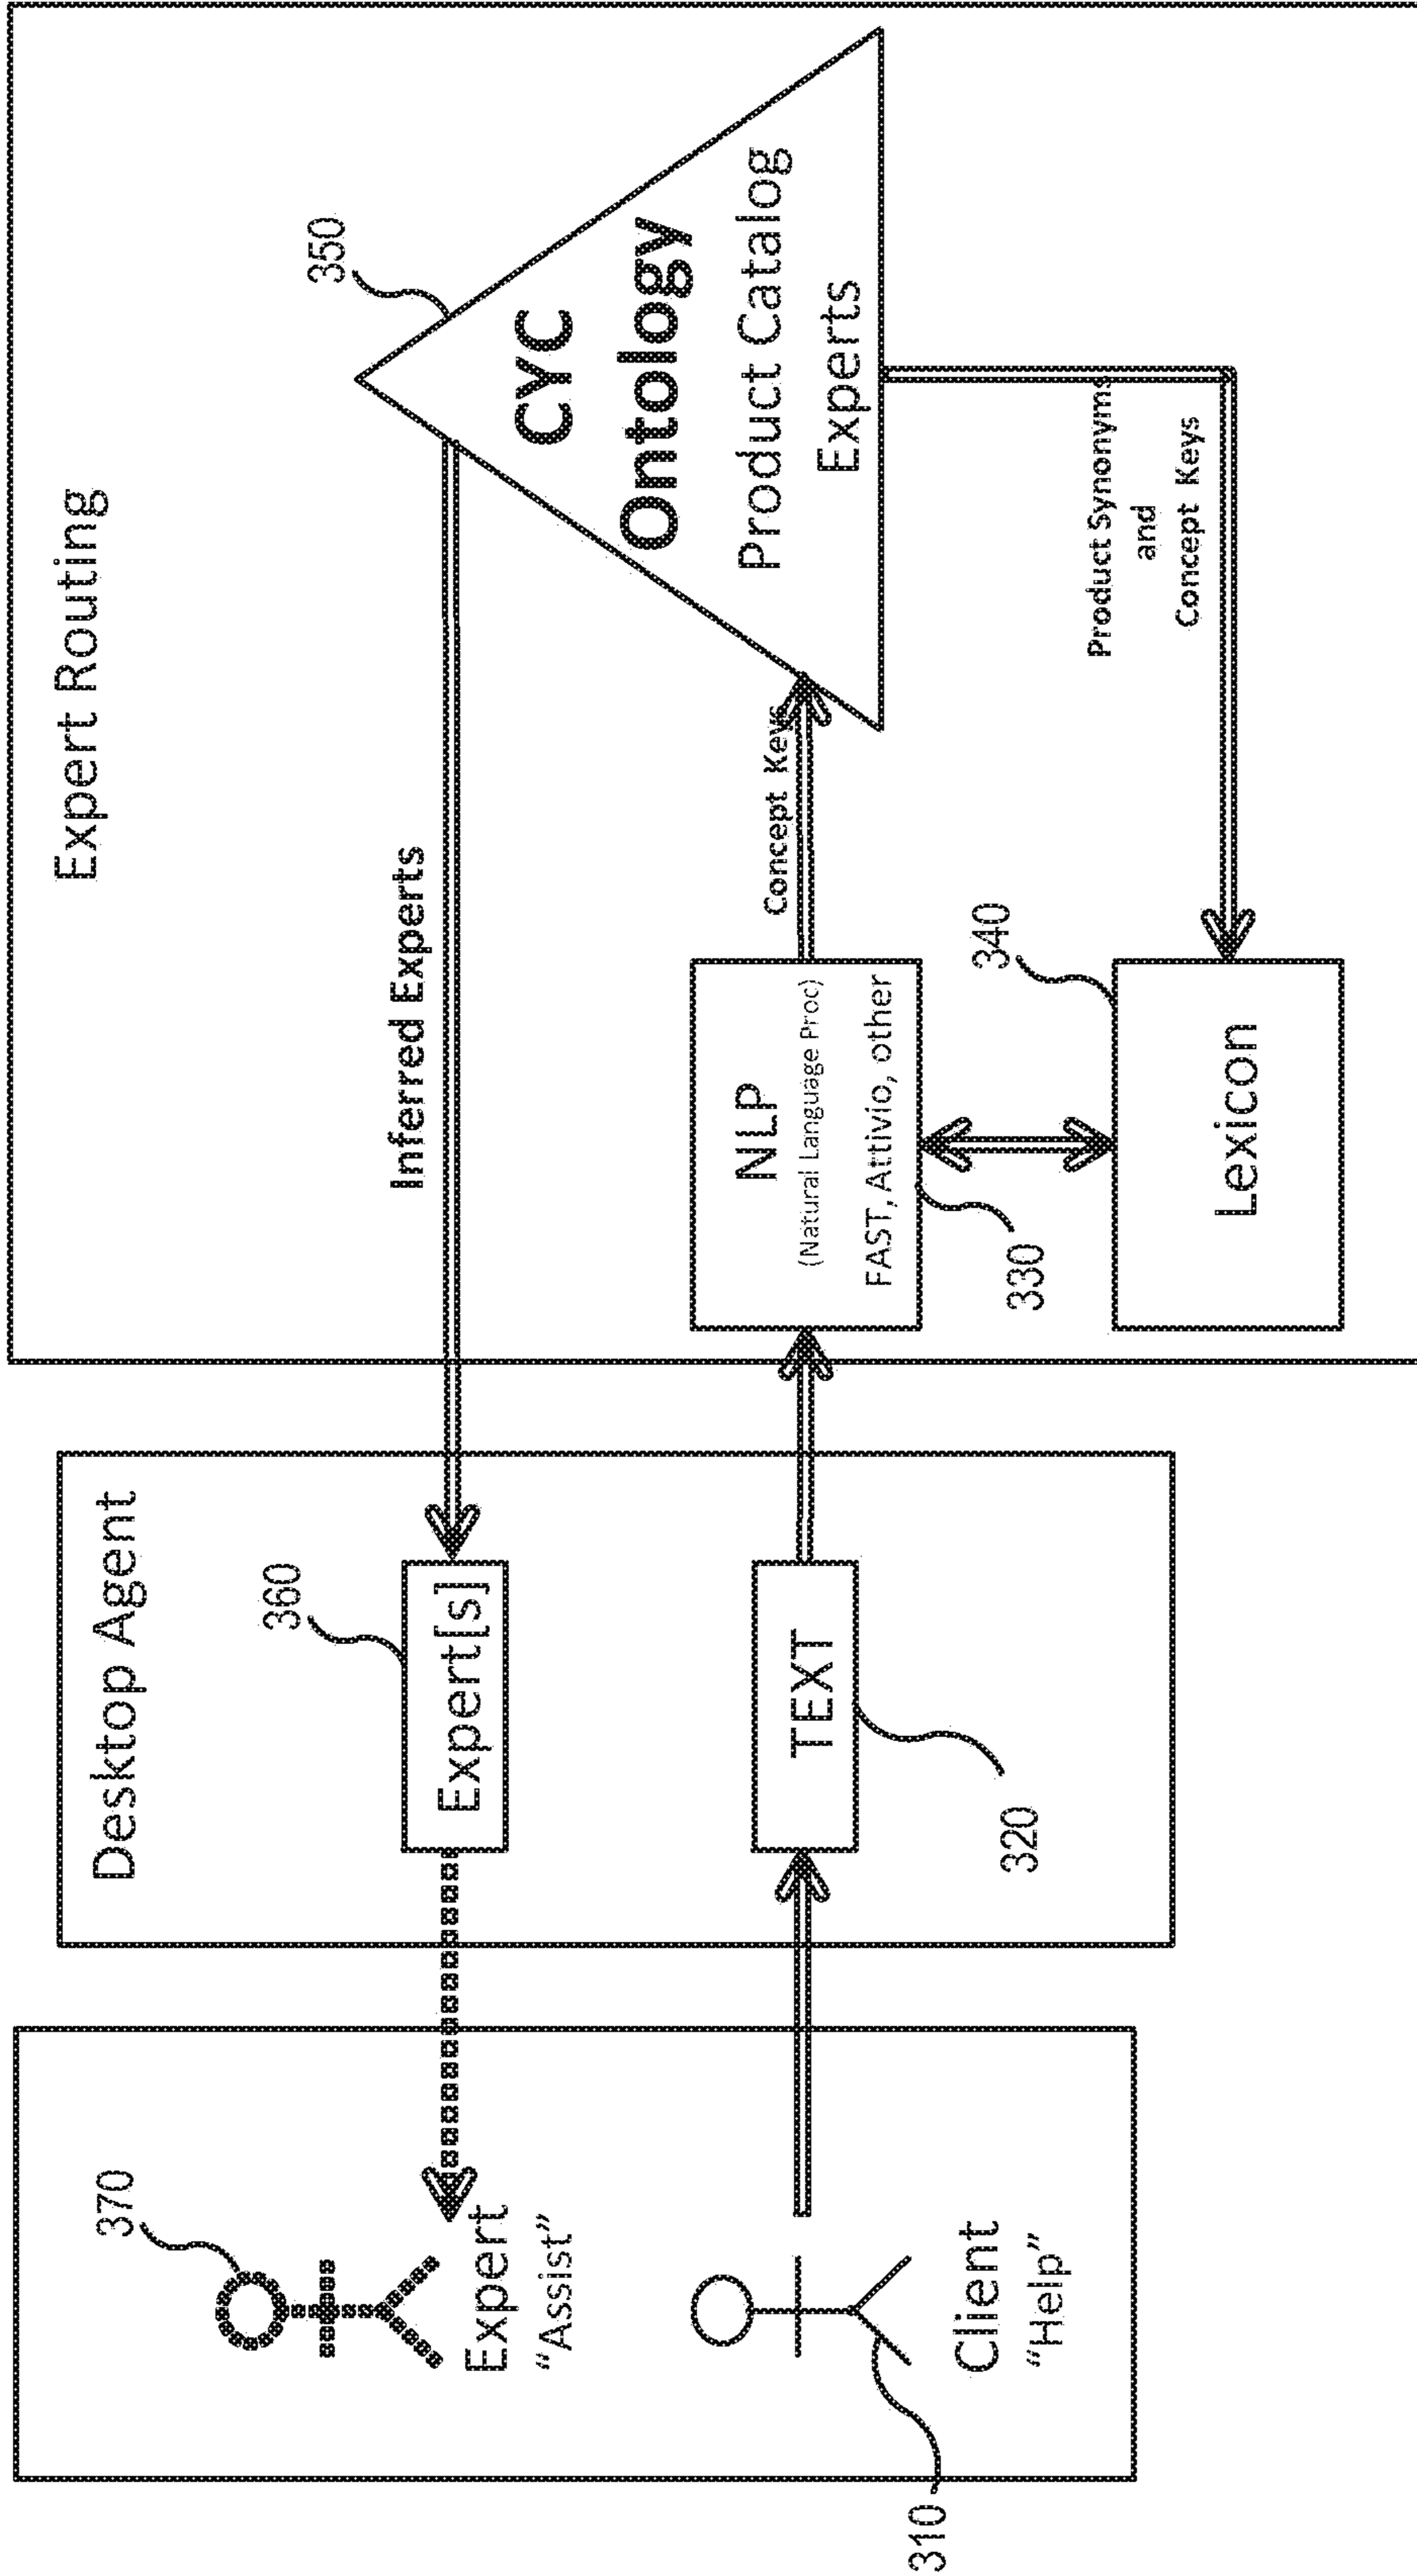 Expert Routing
Desktop Agent
370
Expert
“Assist”
Client
“Help”
310
360
Expert[s]
TEXT
320
Inferred Experts
NLP
(Natural Language Proc)
FAST, Attivio, other
330
340
Lexicon
Concept Keys
350
CYC
Ontology
Product Catalog
Experts
Product Synonyms
and
Concept Keys